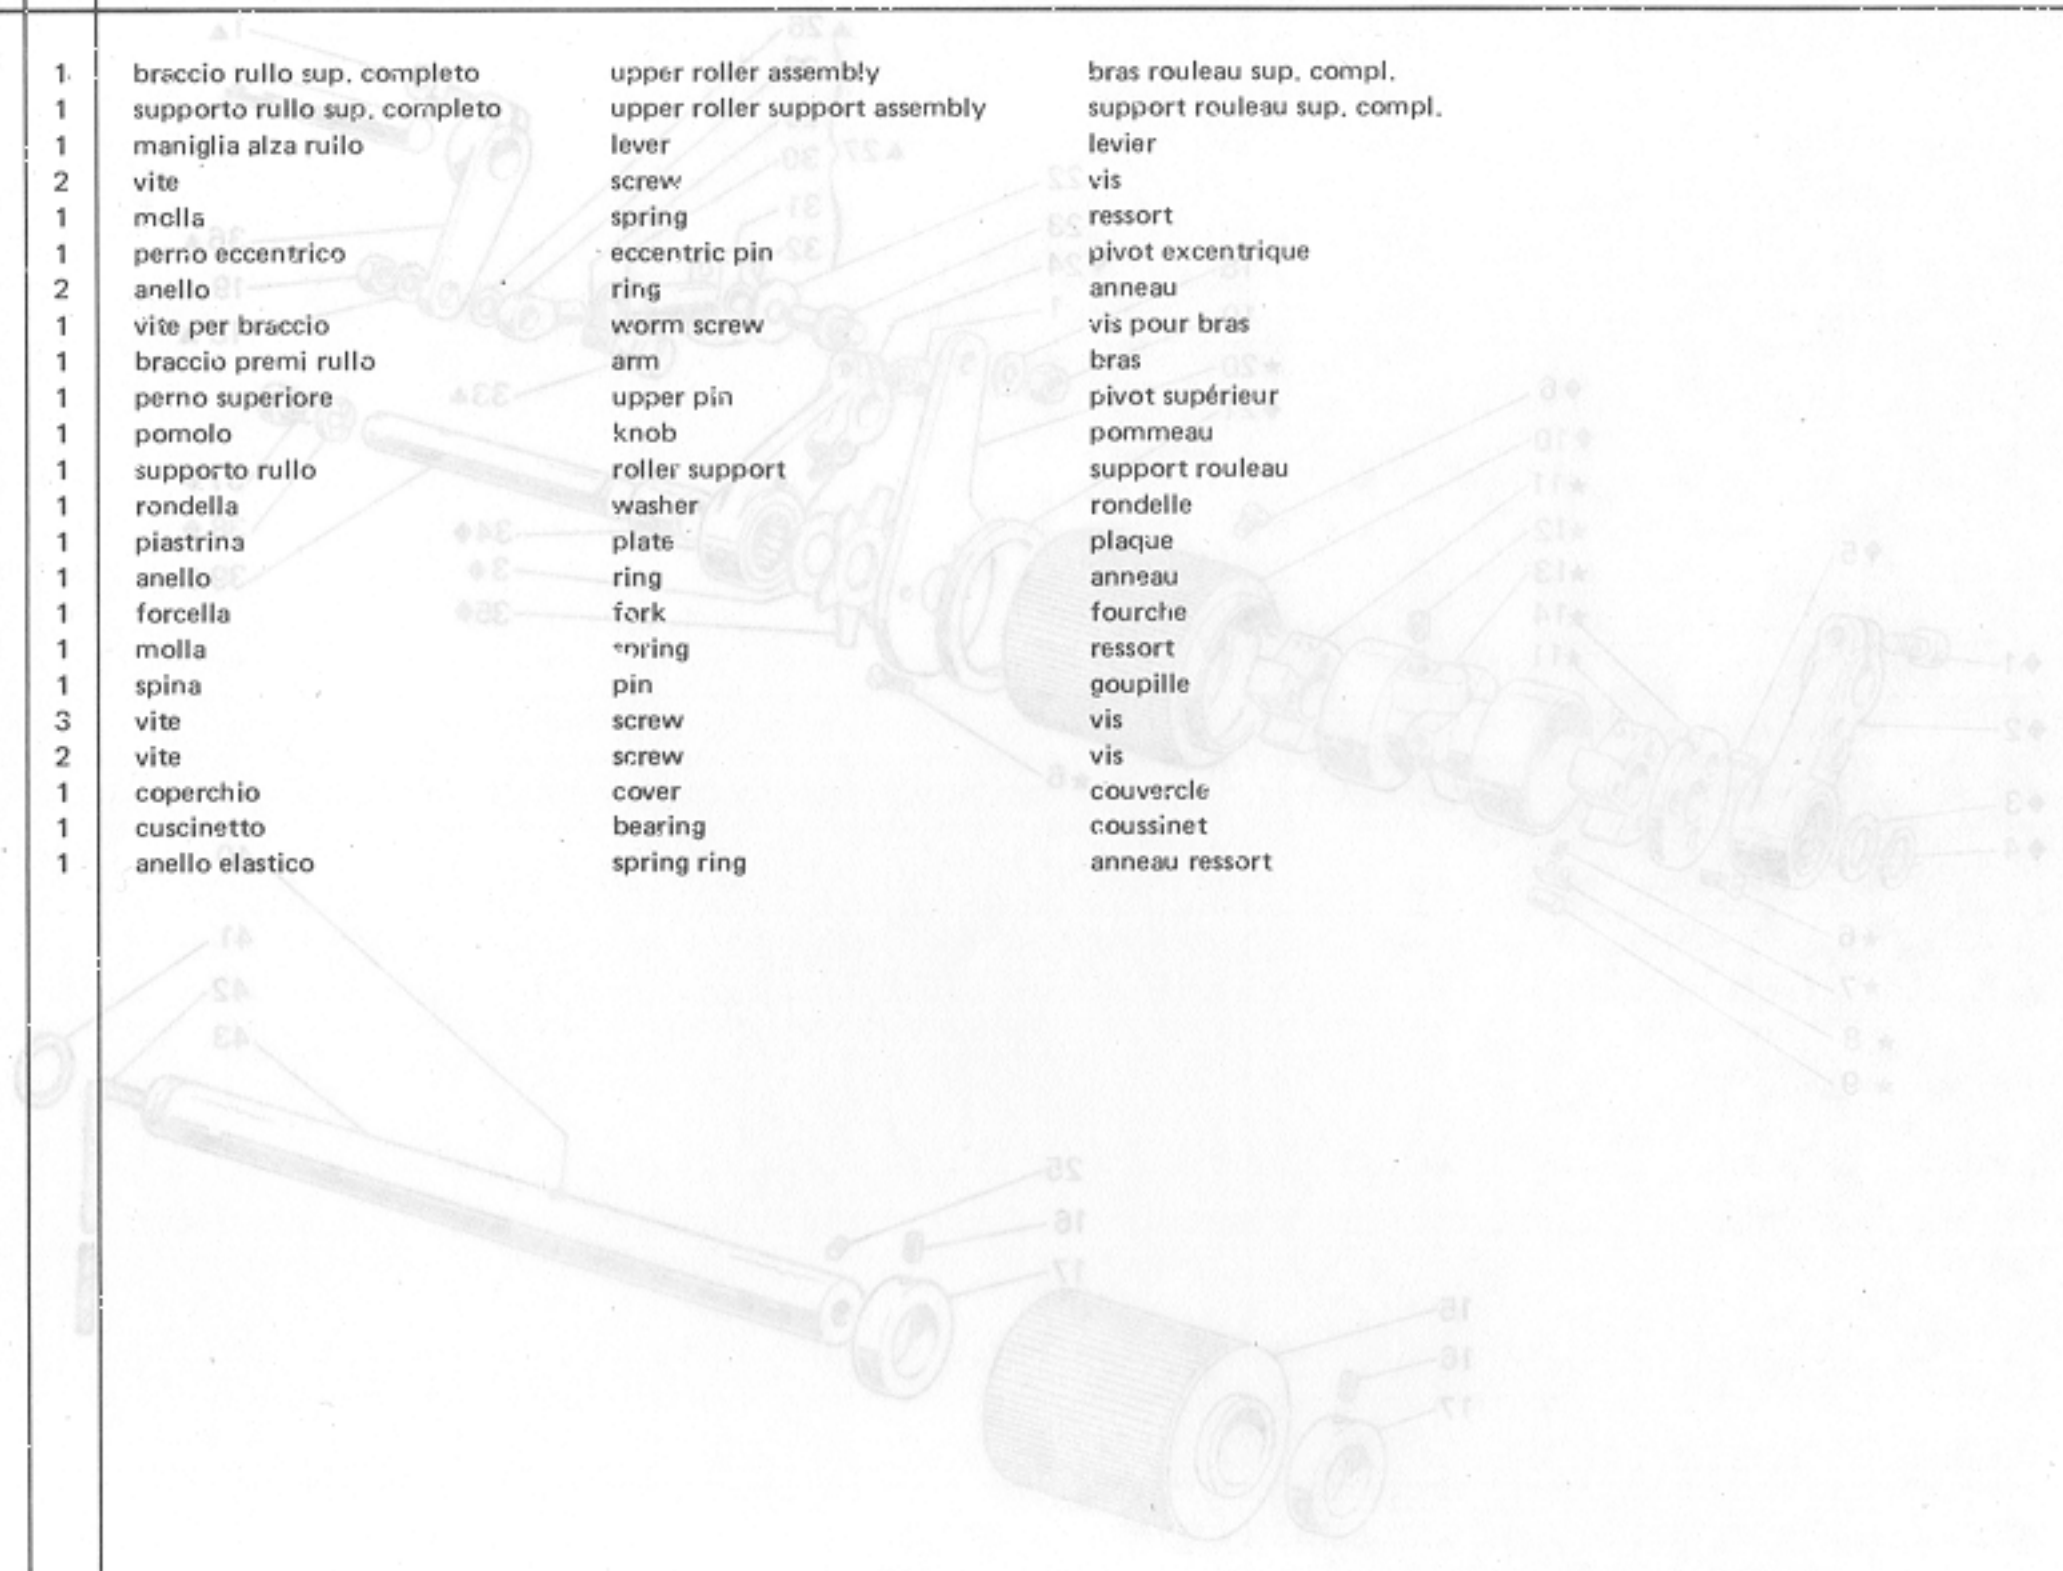 1 braccio rullo sup. completo upper roller assembly bras rouleau sup. compl.
1 supporto rullo sup. completo upper roller support assembly support rouleau sup. compl.
1 maniglia alza rullo lever levier
2 vite screw vis
1 molla spring ressort
1 perno eccentrico eccentric pin pivot excentrique
2 anello ring anneau
1 vite per braccio worm screw vis pour bras
1 braccio premi rullo arm bras
1 perno superiore upper pin pivot supérieur
1 pomolo knob pommeau
1 supporto rullo roller support support rouleau
1 rondella washer rondelle
1 piastrina plate plaque
1 anello ring anneau
1 forcella fork fourche
1 molla spring ressort
1 spina pin goupille
3 vite screw vis
2 vite screw vis
1 coperchio cover couvercle
1 cuscinetto bearing coussinet
1 anello elastico spring ring anneau ressort